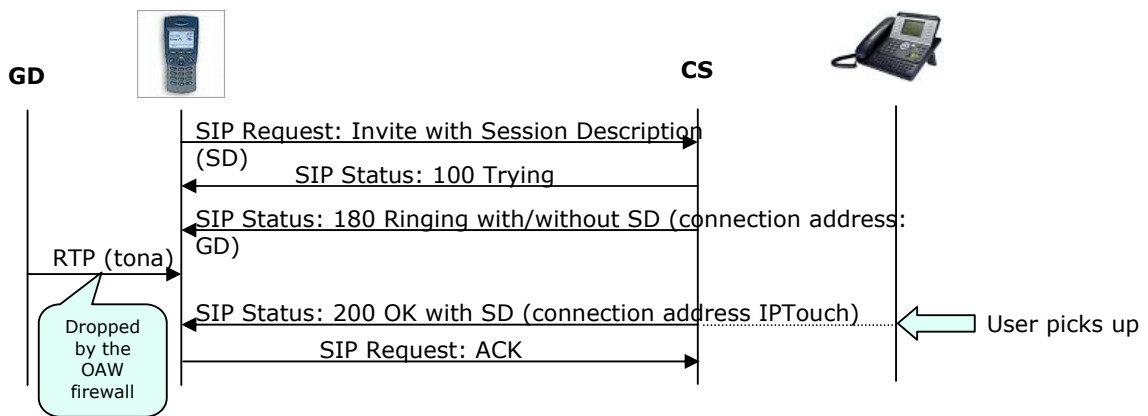 GD
CS
SIP Request: Invite with Session Description
(SD)
SIP Status: 100 Trying
SIP Status: 180 Ringing with/without SD (connection address:
GD)
RTP (tona)
Dropped
by the
OAW
firewall
SIP Status: 200 OK with SD (connection address IPTouch)
User picks up
SIP Request: ACK